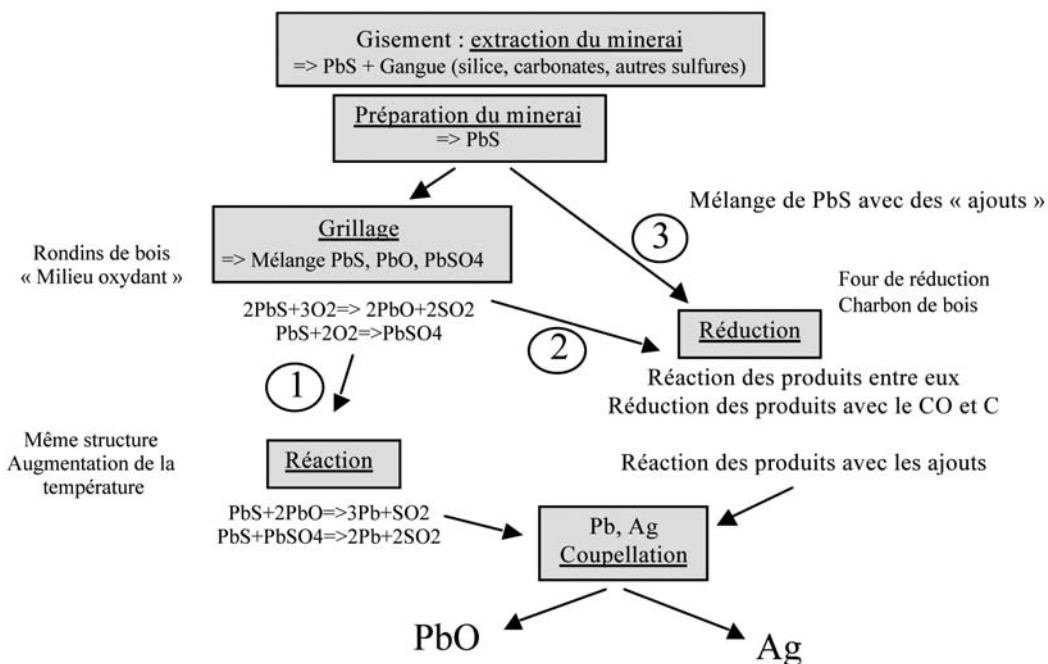 Gisement : extraction du minerai
=> PbS + Gangue (silice, carbonates, autres sulfures)
Préparation du minerai
=> PbS
Mélange de PbS avec des « ajouts »
3
Grillage
=> Mélange PbS, PbO, PbSO4
Rondins de bois
« Milieu oxydant »
Four de réduction
Charbon de bois
2PbS+3O2=> 2PbO+2SO2
PbS+2O2=>PbSO4
2
Réduction
1
Réaction des produits entre eux
Réduction des produits avec le CO et C
Même structure
Augmentation de la
température
Réaction
Réaction des produits avec les ajouts
PbS+2PbO=>3Pb+SO2
PbS+PbSO4=>2Pb+2SO2
Pb, Ag
Coupellation
PbO
Ag